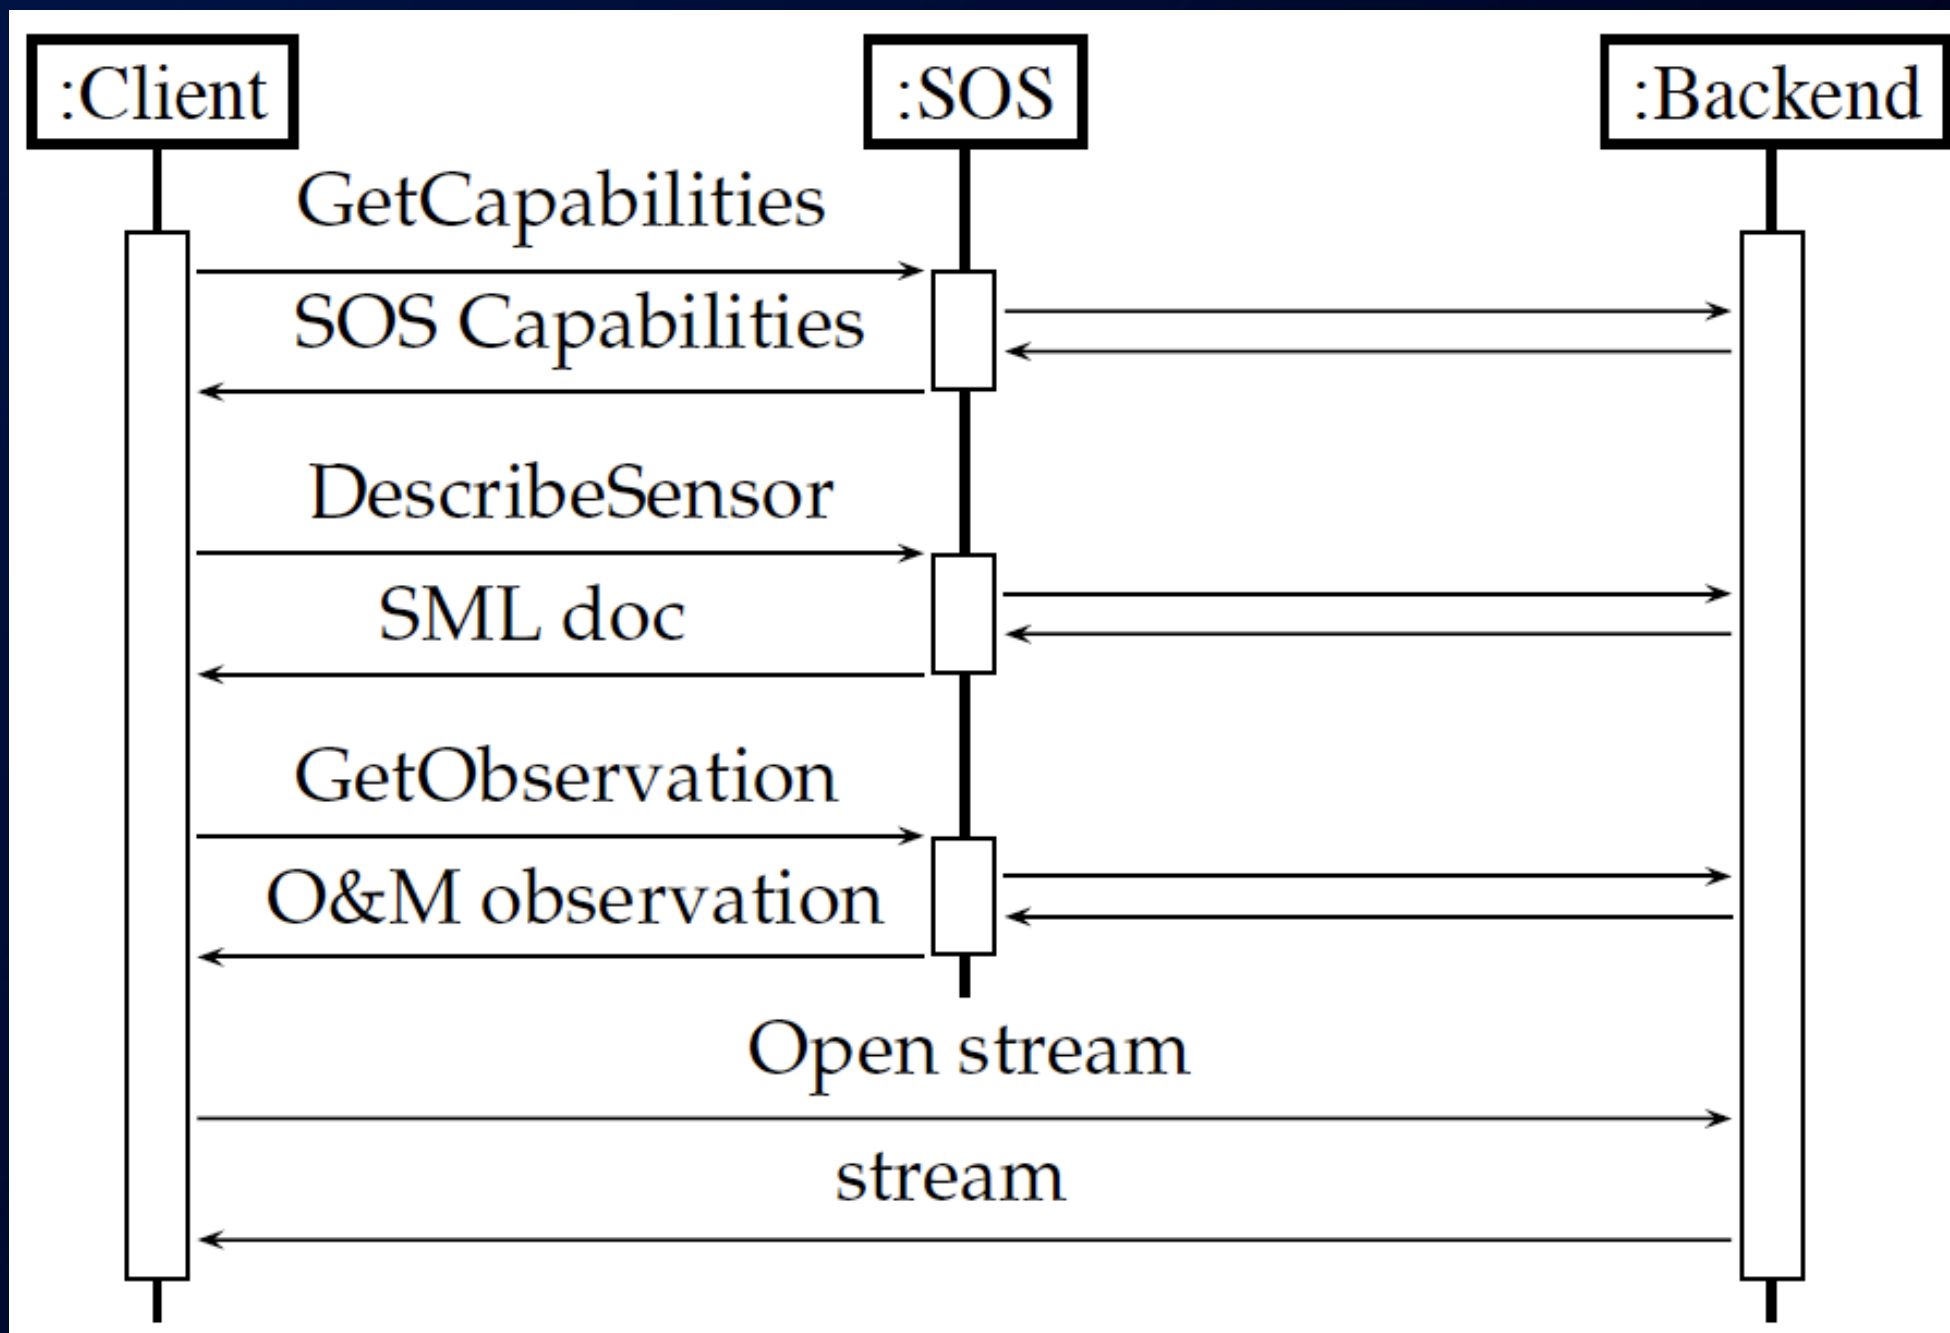 :Client
:SOS
:Backend
GetCapabilities
SOS Capabilities
DescribeSensor
SML doc
GetObservation
O&M observation
Open stream
stream